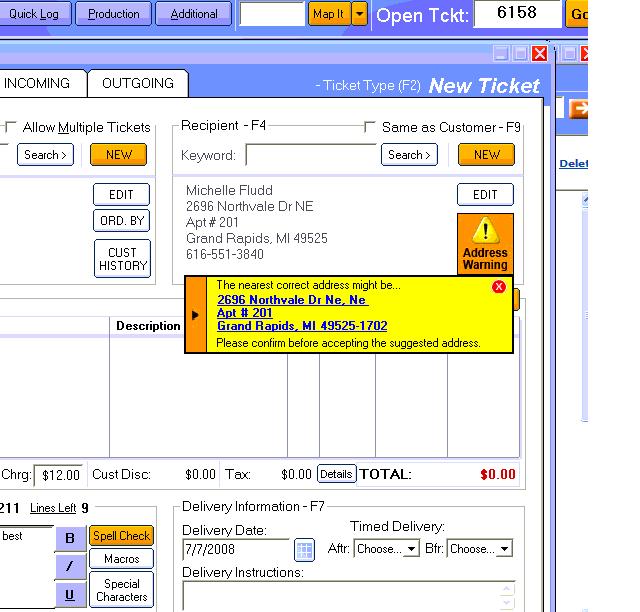 Quick Log Production Additional Map It Open Tckt: 6158 Go
INCOMING OUTGOING - Ticket Type (F2) New Ticket
Allow Multiple Tickets Recipient - F4 Same as Customer - F9
Search > NEW Keyword: Search > NEW
Delet
EDIT Michelle Fludd EDIT
2696 Northvale Dr NE
ORD. BY Apt # 201
Grand Rapids, MI 49525
CUST HISTORY 616-551-3840
Address
Warning
The nearest correct address might be... X
2696 Northvale Dr Ne, Ne
Apt # 201
Description Grand Rapids, MI 49525-1702
Please confirm before accepting the suggested address.
Chrg: $12.00 Cust Disc: $0.00 Tax: $0.00 Details TOTAL: $0.00
211 Lines Left 9 Delivery Information - F7
best B Spell Check Delivery Date: Timed Delivery:
7/7/2008 Aftr: Choose... Bfr: Choose...
I Macros
Delivery Instructions:
U Special
Characters